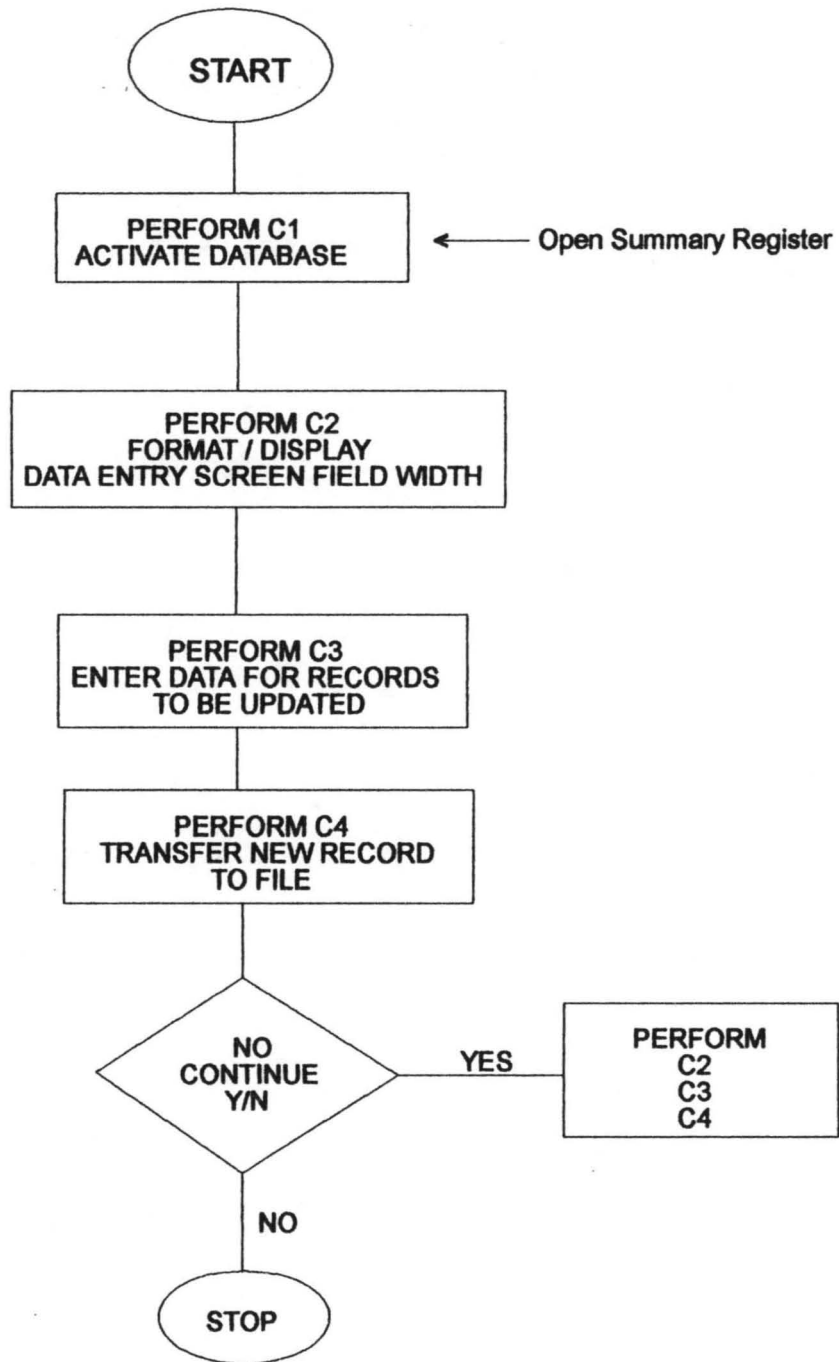 START
PERFORM C1
ACTIVATE DATABASE
Open Summary Register
PERFORM C2
FORMAT / DISPLAY
DATA ENTRY SCREEN FIELD WIDTH
PERFORM C3
ENTER DATA FOR RECORDS
TO BE UPDATED
PERFORM C4
TRANSFER NEW RECORD
TO FILE
NO
CONTINUE
Y/N
YES
PERFORM
C2
C3
C4
NO
STOP